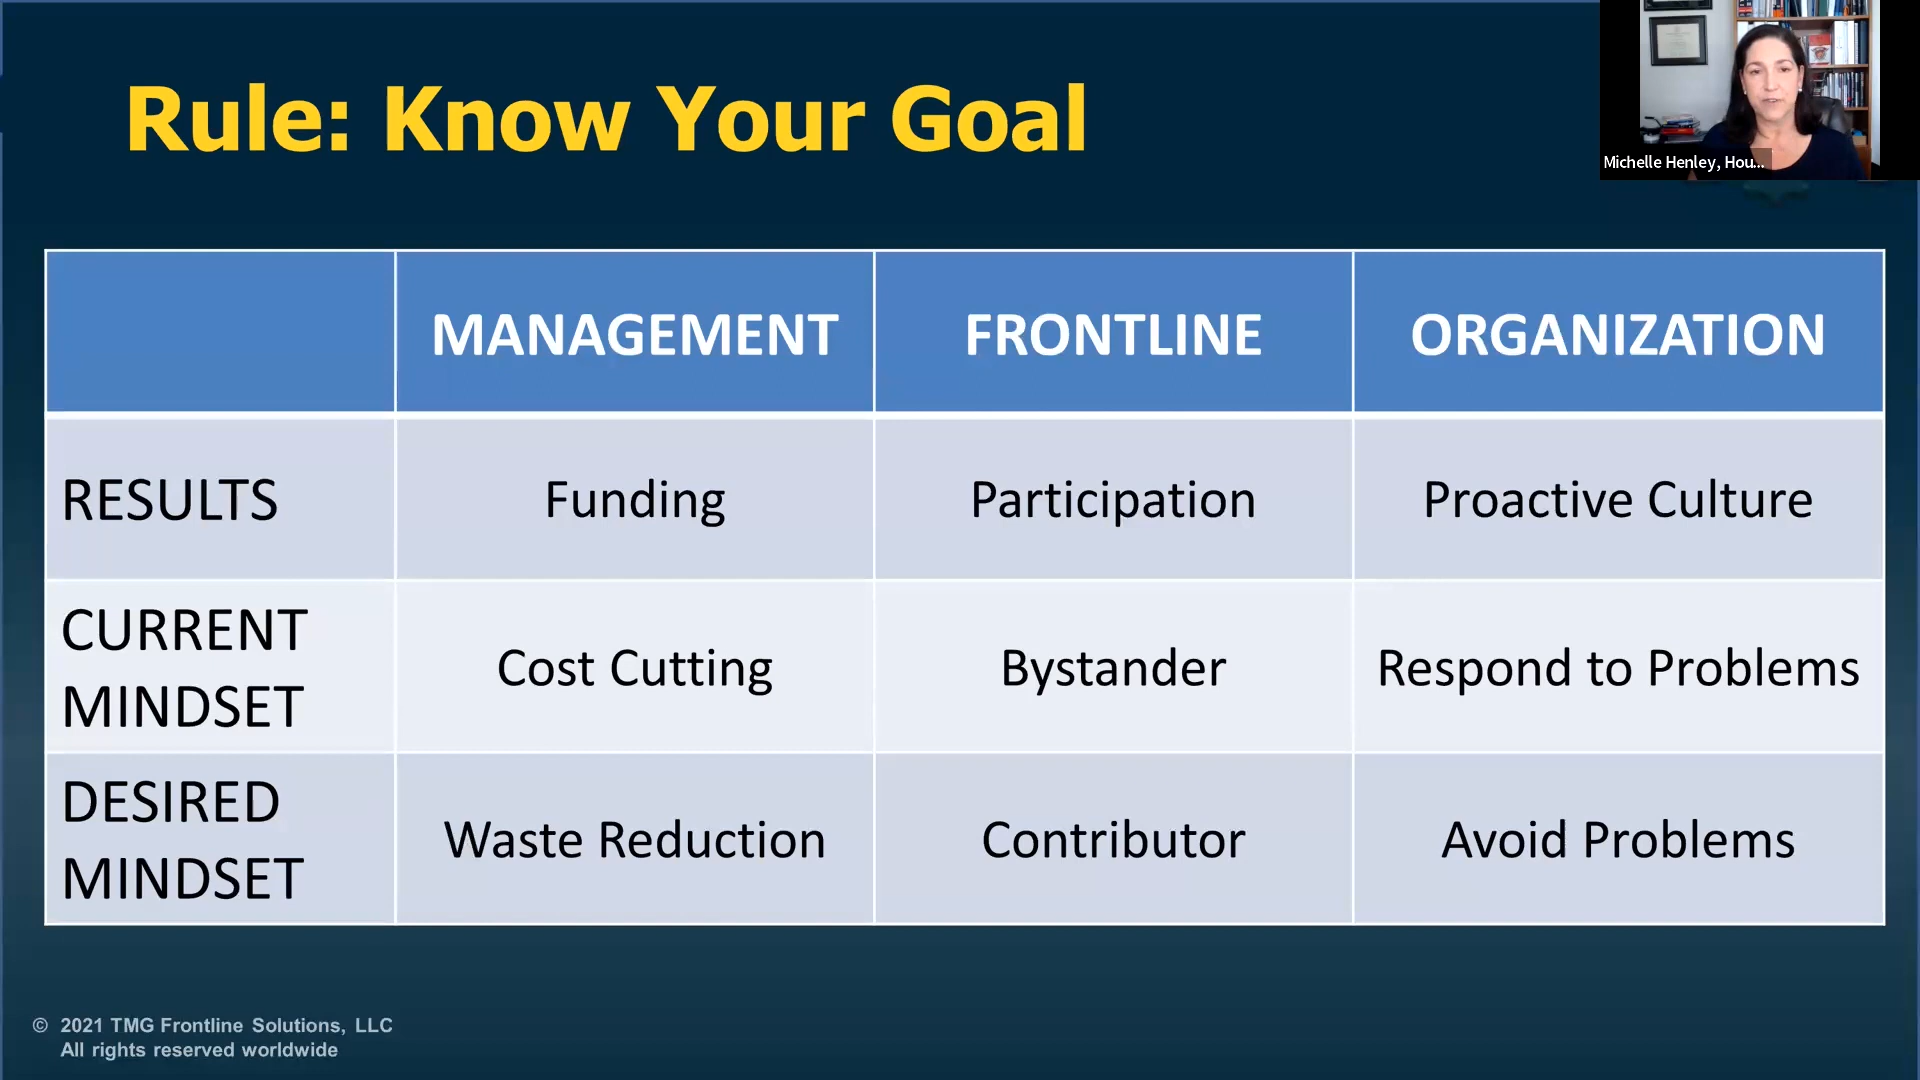 Rule: Know Your Goal
Michelle Henley, Hou...
MANAGEMENT FRONTLINE ORGANIZATION
RESULTS Funding Participation Proactive Culture
CURRENT
MINDSET Cost Cutting Bystander Respond to Problems
DESIRED
MINDSET Waste Reduction Contributor Avoid Problems
© 2021 TMG Frontline Solutions, LLC
All rights reserved worldwide